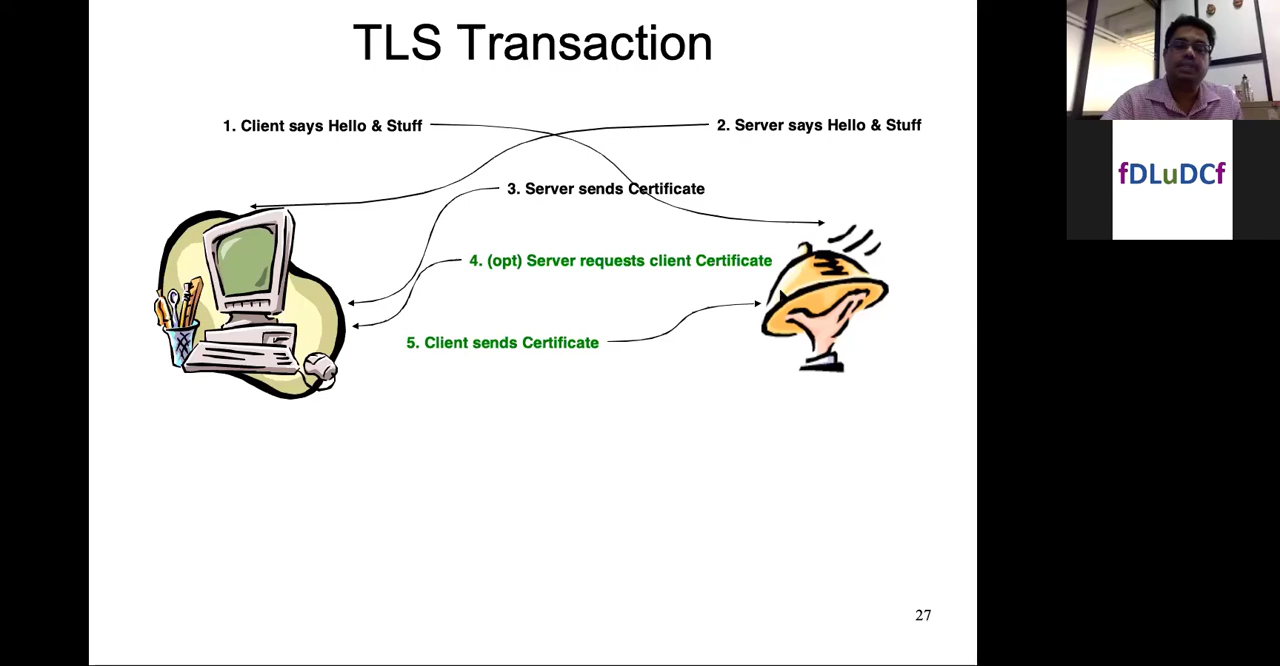 TLS Transaction
1. Client says Hello & Stuff
2. Server says Hello & Stuff
3. Server sends Certificate
4. (opt) Server requests client Certificate
5. Client sends Certificate
27
fDLuDCf